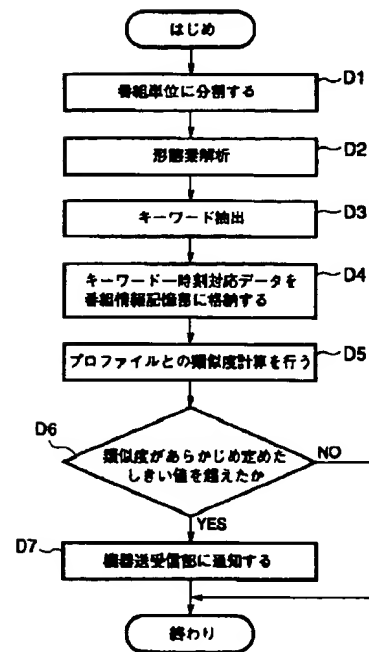 はじめ
番組単位に分割する
D1
形態素解析
D2
キーワード抽出
D3
キーワードー時刻対応データを
番組情報記憶部に格納する
D4
プロファイルとの類似度計算を行う
D5
D6
類似度があらかじめ定めた
しきい値を超えたか
NO
YES
D7
機器送受信部に通知する
終わり